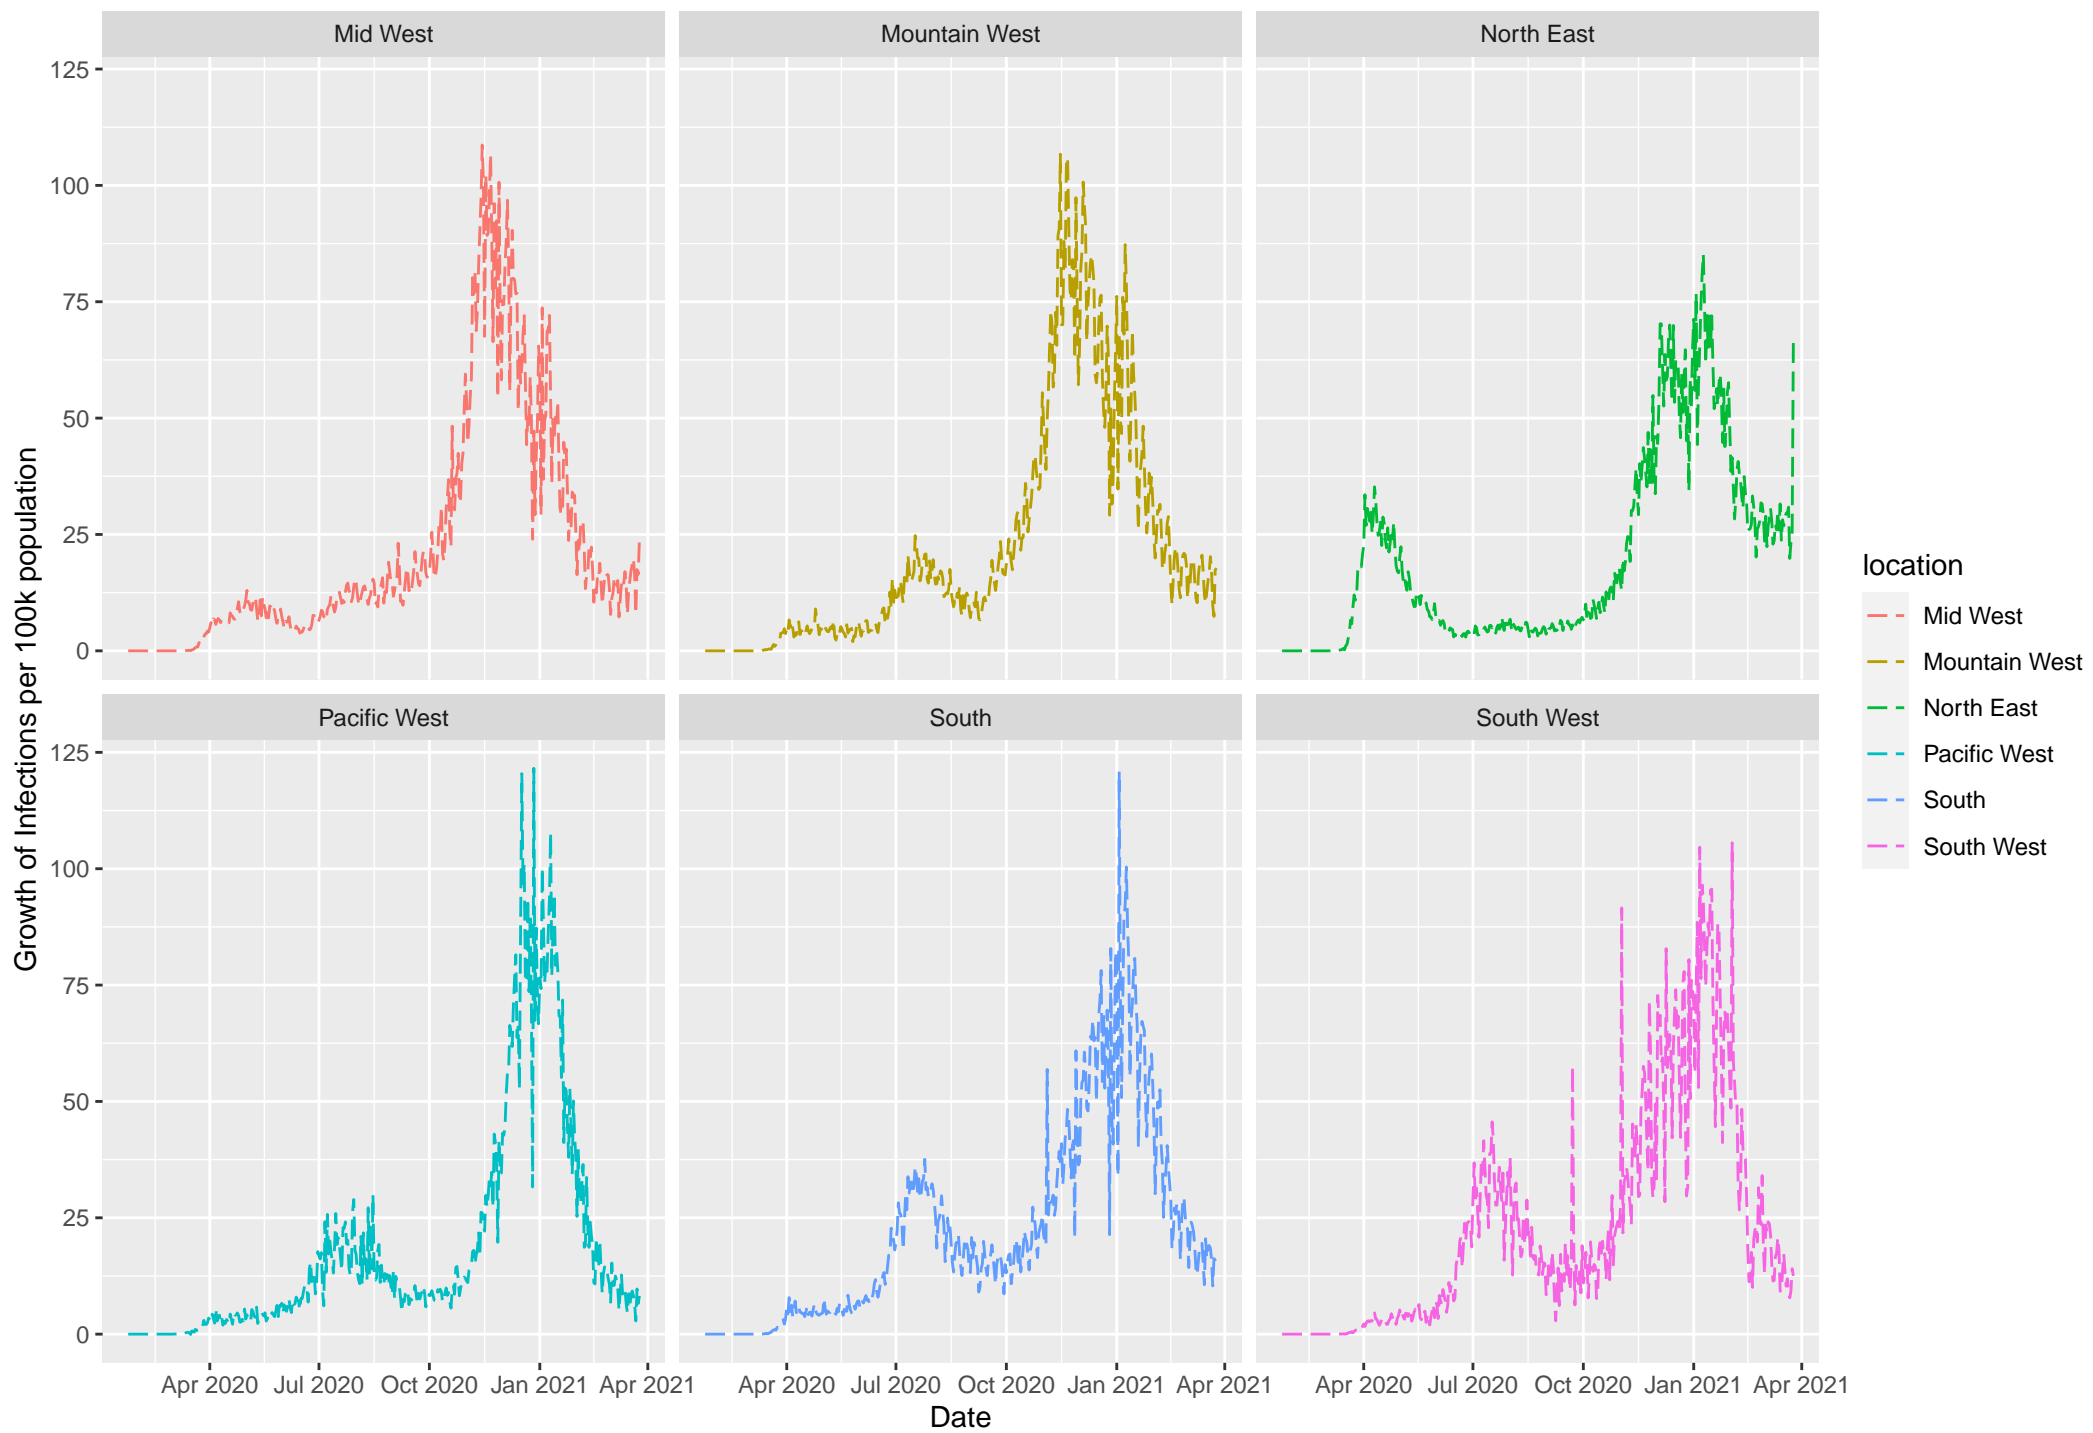 Mid West
Mountain West
North East
125
100
75
50
25
0
Pacific West
South
South West
125
100
75
50
25
0
Apr 2020 Jul 2020 Oct 2020 Jan 2021 Apr 2021
Apr 2020 Jul 2020 Oct 2020 Jan 2021 Apr 2021
Apr 2020 Jul 2020 Oct 2020 Jan 2021 Apr 2021
Date
Growth of Infections per 100k population
location
Mid West
Mountain West
North East
Pacific West
South
South West